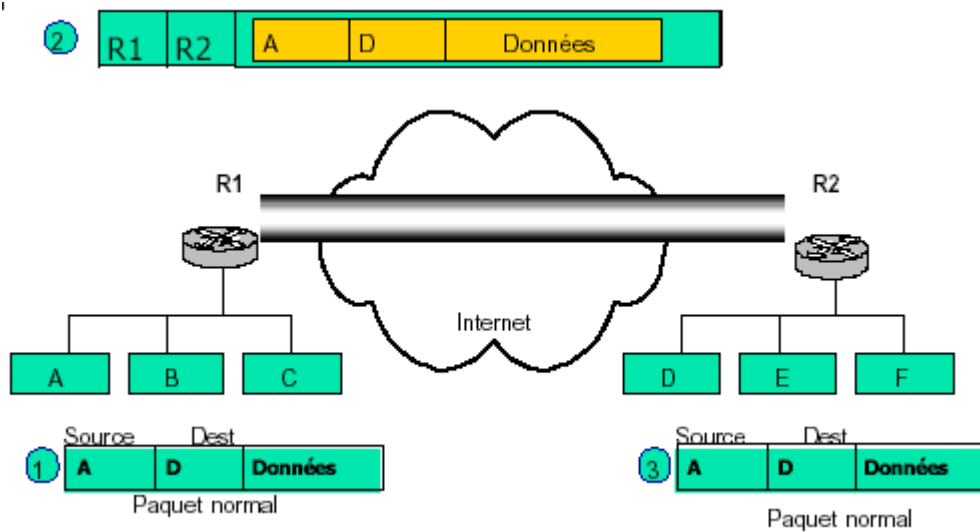 2 R1 R2 A D Données
R1 R2
Internet
A B C D E F
Source Dest Source Dest
1 A D Données 3 A D Données
Paquet normal Paquet normal